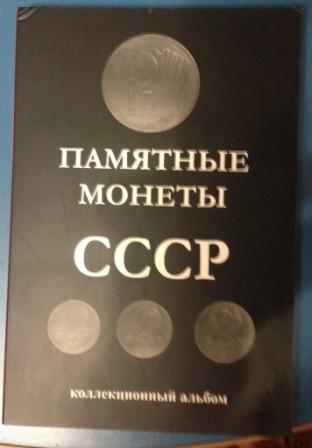 ПАМЯТНЫЕ
МОНЕТЫ
СССР
коллекционный альбом